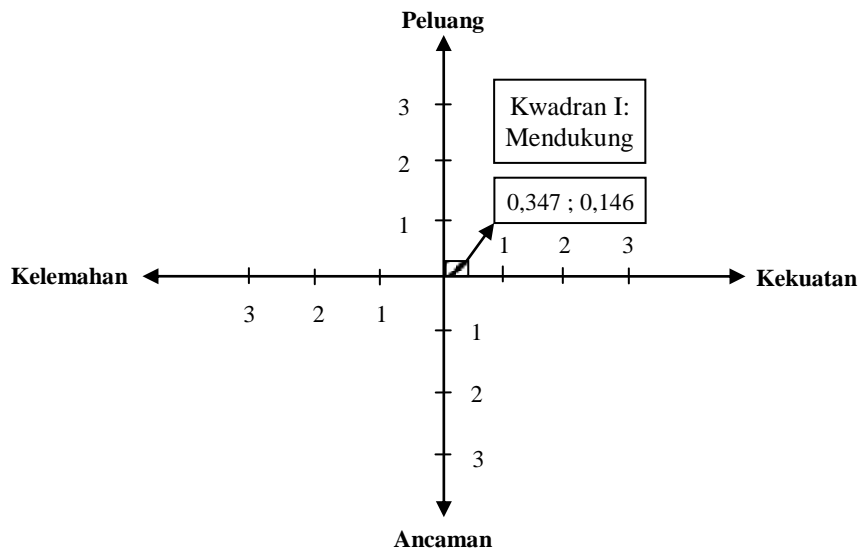 Peluang
3
Kwadran I:
Mendukung
2
0,347 ; 0,146
1
1 2 3
Kelemahan
Kekuatan
3 2 1
1
2
3
Ancaman